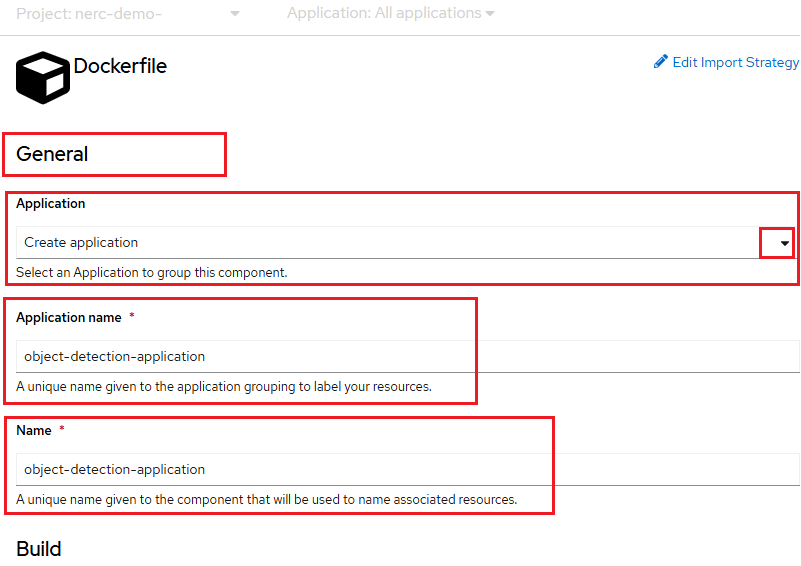 Project: nerc-demo- Application: All applications
Dockerfile
Edit Import Strategy
General
Application
Create application
Select an Application to group this component.
Application name *
object-detection-application
A unique name given to the application grouping to label your resources.
Name *
object-detection-application
A unique name given to the component that will be used to name associated resources.
Build